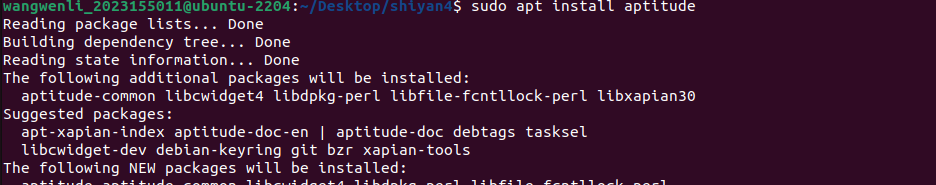 wangwenli_2023155011@ubuntu-2204:~/Desktop/shiyan4$ sudo apt install aptitude
Reading package lists... Done
Building dependency tree... Done
Reading state information... Done
The following additional packages will be installed:
  aptitude-common libcwidget4 libdpkg-perl libfile-fcntllock-perl libxapian30
Suggested packages:
  apt-xapian-index aptitude-doc-en | aptitude-doc debtags tasksel
  libcwidget-dev debian-keyring git bzr xapian-tools
The following NEW packages will be installed:
  aptitude aptitude-common libcwidget4 libdpkg-perl libfile-fcntllock-perl